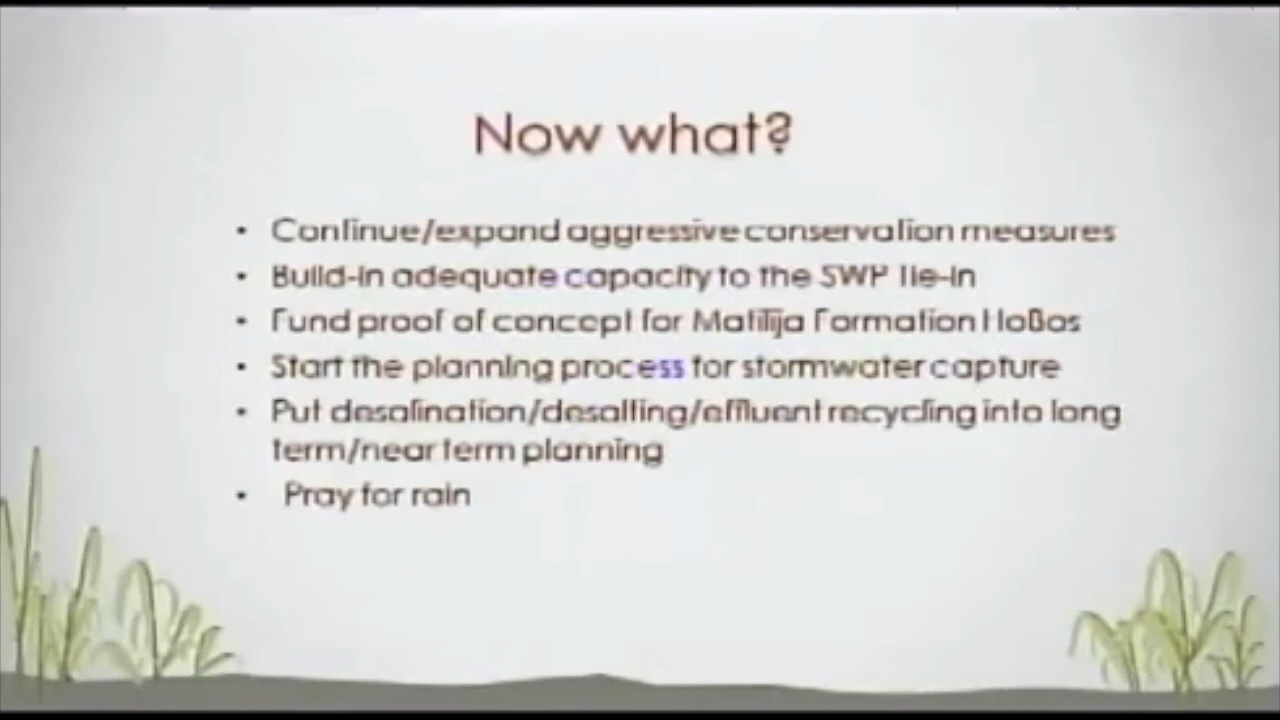 Now what?
• Continue/expand aggressive conservation measures
• Build-in adequate capacity to the SWP Tie-in
• Fund proof of concept for Matilija Formation HoBos
• Start the planning process for stormwater capture
• Put desalination/desalting/effluent recycling into long
term/near term planning
• Pray for rain